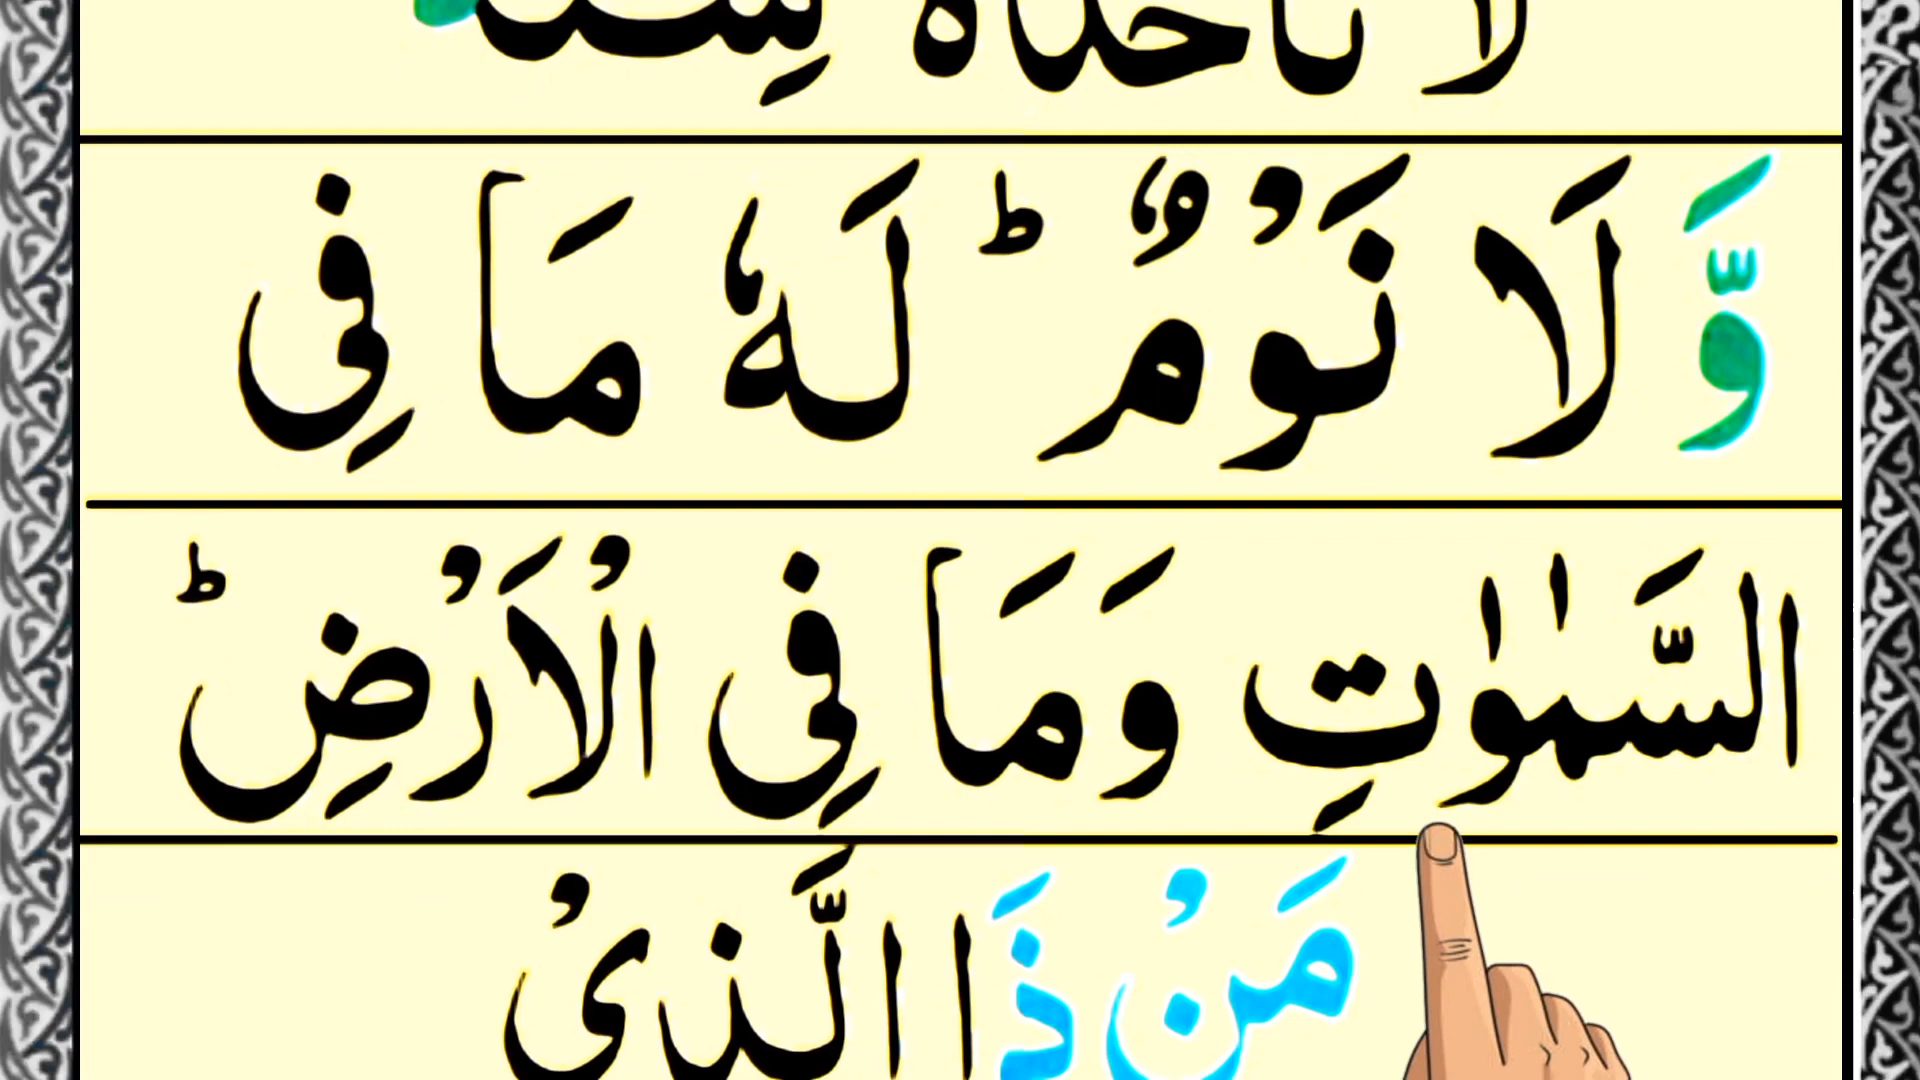 لَا تَاۡخُذُهٗ سِنَةٌ
وَّلَا نَوۡمٌ ؕ لَهٗ مَا فِى
السَّمٰوٰتِ وَمَا فِى الۡاَرۡضِ ؕ
مَنۡ ذَا الَّذِىۡ